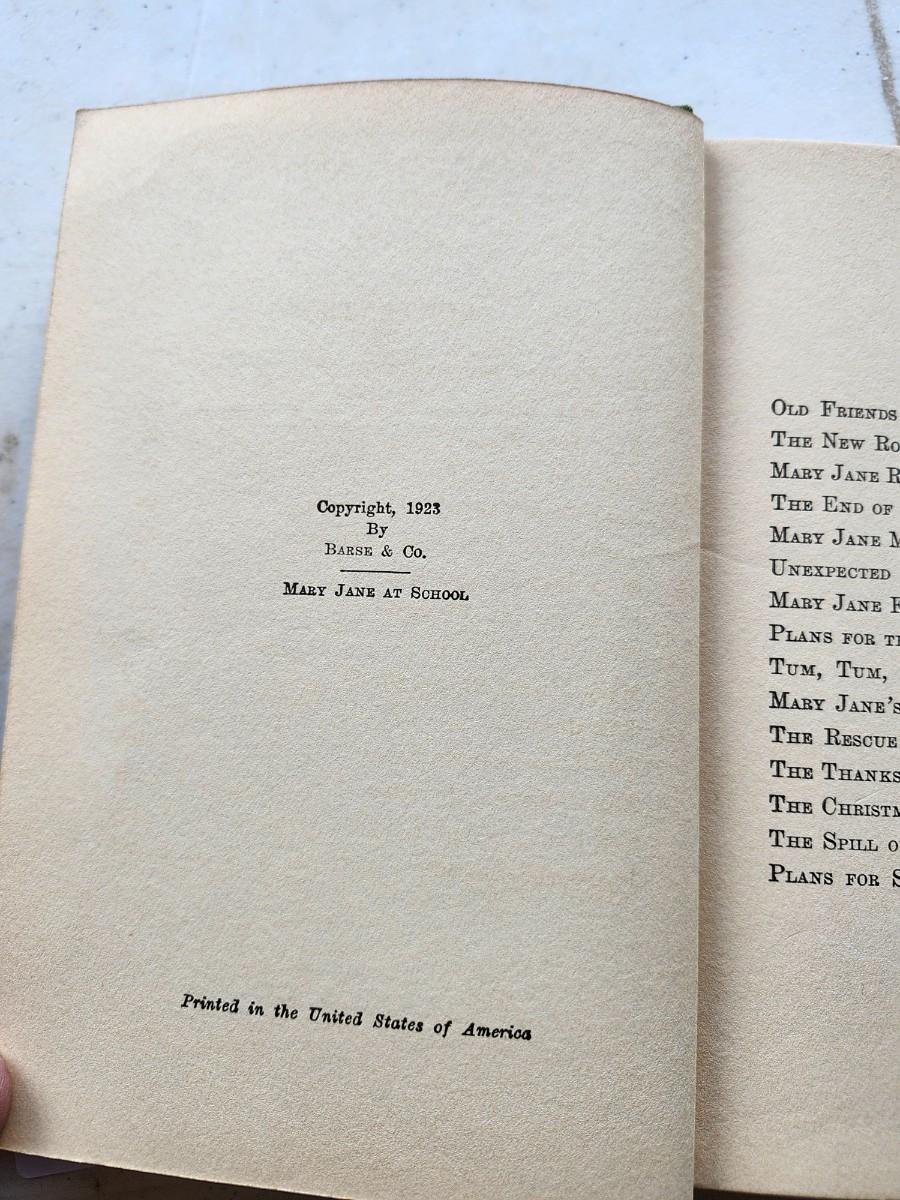 Copyright, 1923
By
BARSE & Co.
MARY JANE AT SCHOOL
Printed in the United States of America
OLD FRIENDS
THE NEW RO
MARY JANE R
THE END OF
MARY JANE M
UNEXPECTED
MARY JANE
PLANS FOR TH
TUM, TUM,
MARY JANE'S
THE RESCUE
THE THANKS
THE CHRISTM
THE SPILL O
PLANS FOR S